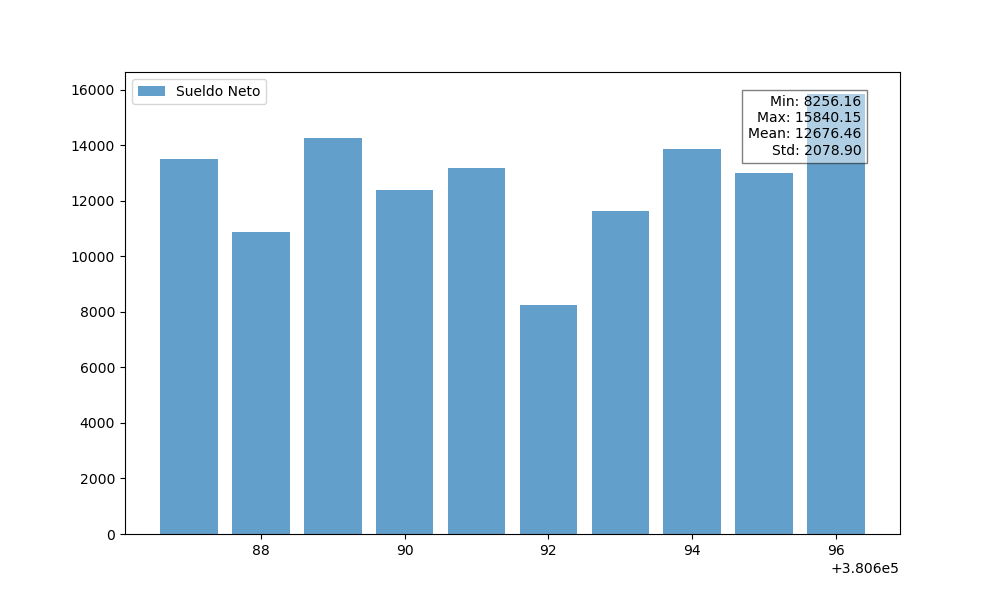 Sueldo Neto
Min: 8256.16
Max: 15840.15
Mean: 12676.46
Std: 2078.90
16000
14000
12000
10000
8000
6000
4000
2000
0
88 90 92 94 96
+3.806e5